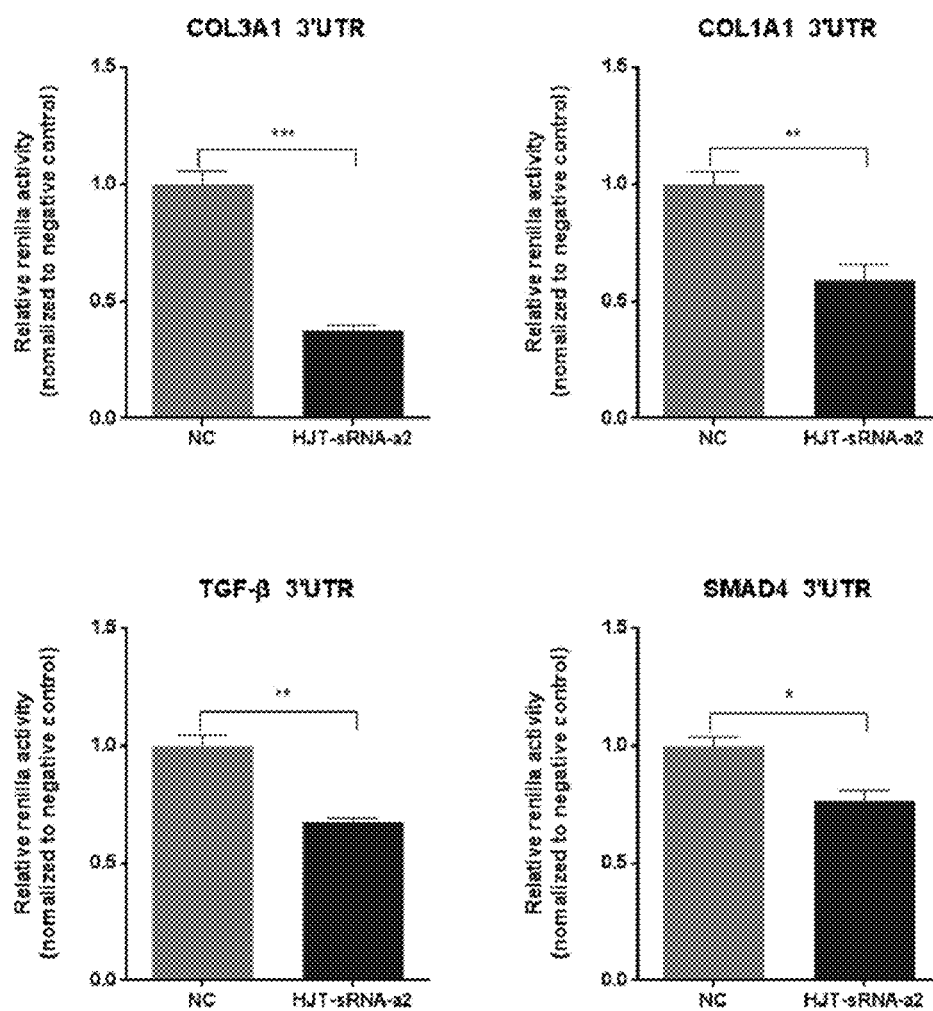 COL3A1 3'UTR
Relative renilla activity
(nomalized to negative control)
1.5
1.0
0.5
0.0
***
NC
HJT-sRNA-a2
COL1A1 3'UTR
Relative renilla activity
(nomalized to negative control)
1.5
1.0
0.5
0.0
**
NC
HJT-sRNA-a2
TGF-β 3'UTR
Relative renilla activity
(nomalized to negative control)
1.5
1.0
0.5
0.0
**
NC
HJT-sRNA-a2
SMAD4 3'UTR
Relative renilla activity
(nomalized to negative control)
1.5
1.0
0.5
0.0
*
NC
HJT-sRNA-a2